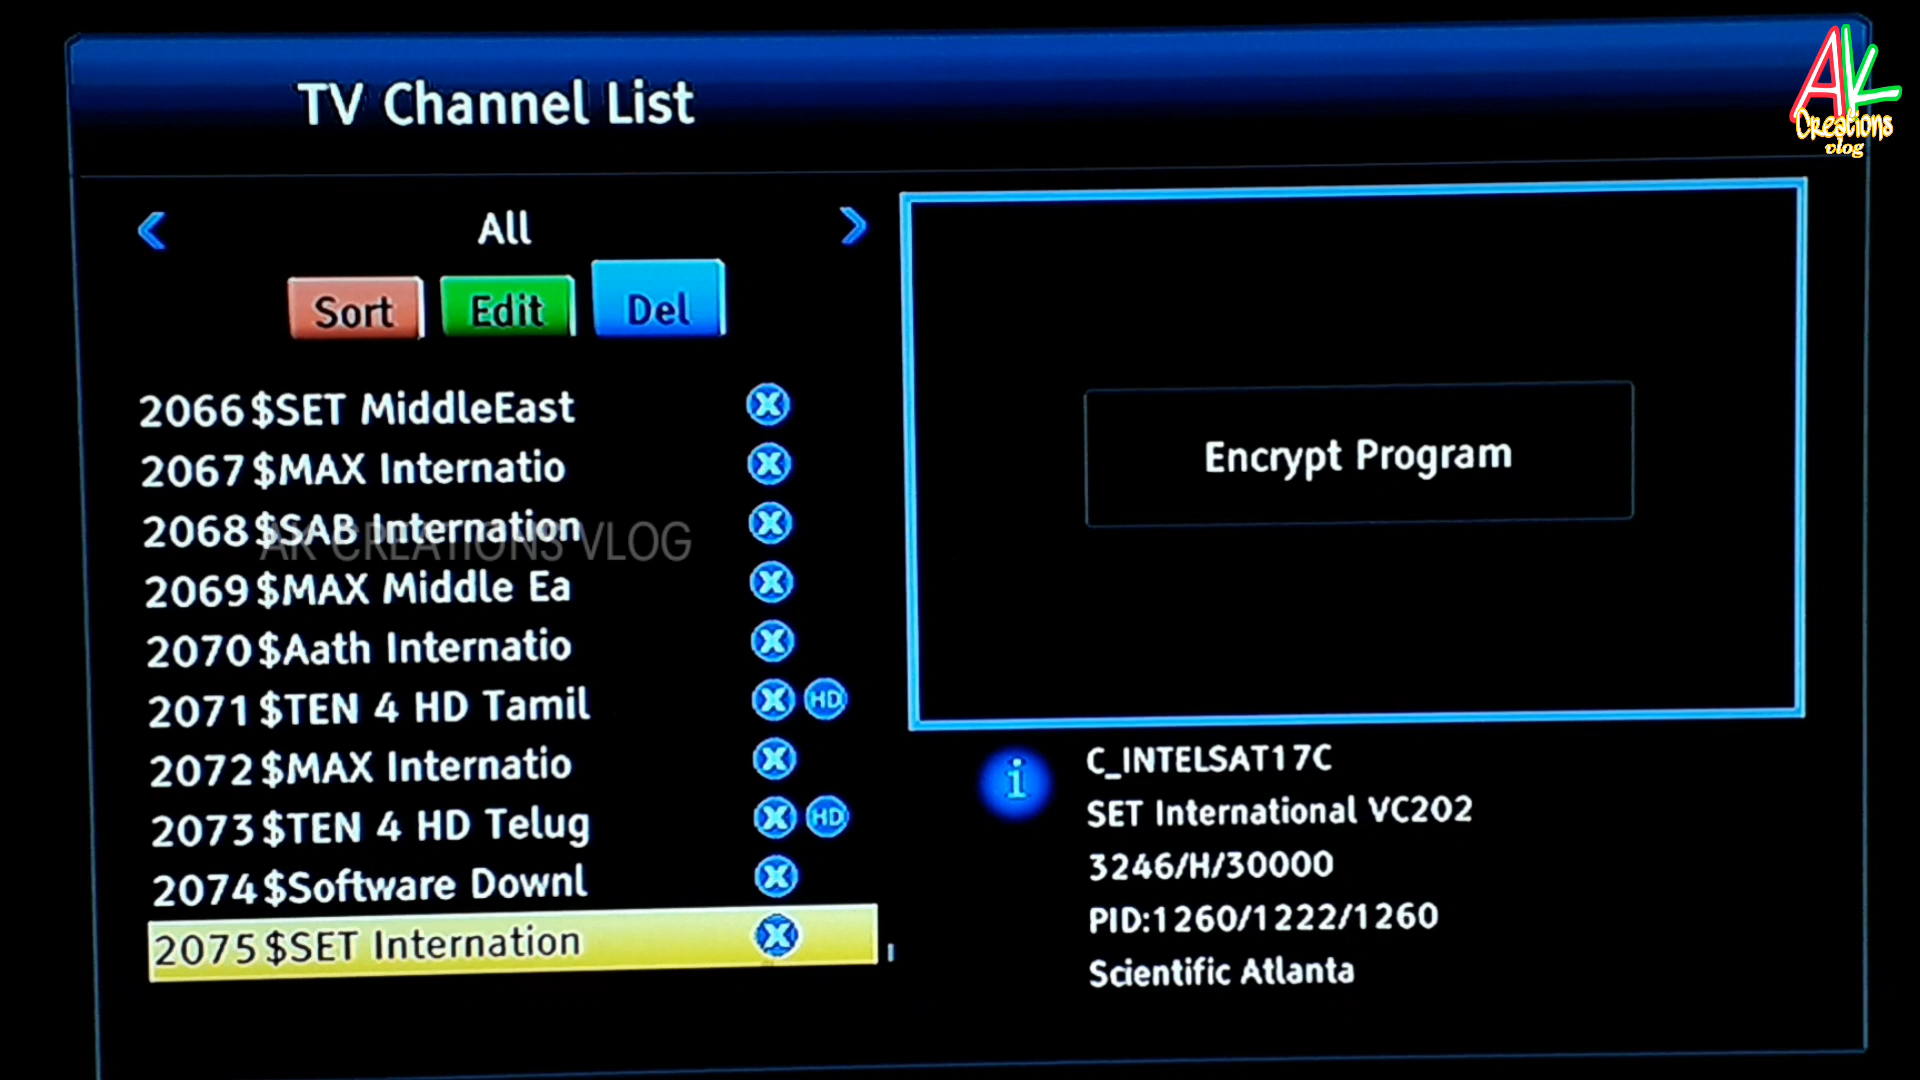 TV Channel List
AK
Creations
vlog
All
Sort Edit Del
2066 $SET MiddleEast
2067 $MAX Internatio
2068 $SAB Internation
AK CREATIONS VLOG
2069 $MAX Middle Ea
2070 $Aath Internatio
2071 $TEN 4 HD Tamil HD
2072 $MAX Internatio
2073 $TEN 4 HD Telug HD
2074 $Software Downl
2075 $SET Internation
Encrypt Program
C_INTELSAT17C
SET International VC202
3246/H/30000
PID:1260/1222/1260
Scientific Atlanta